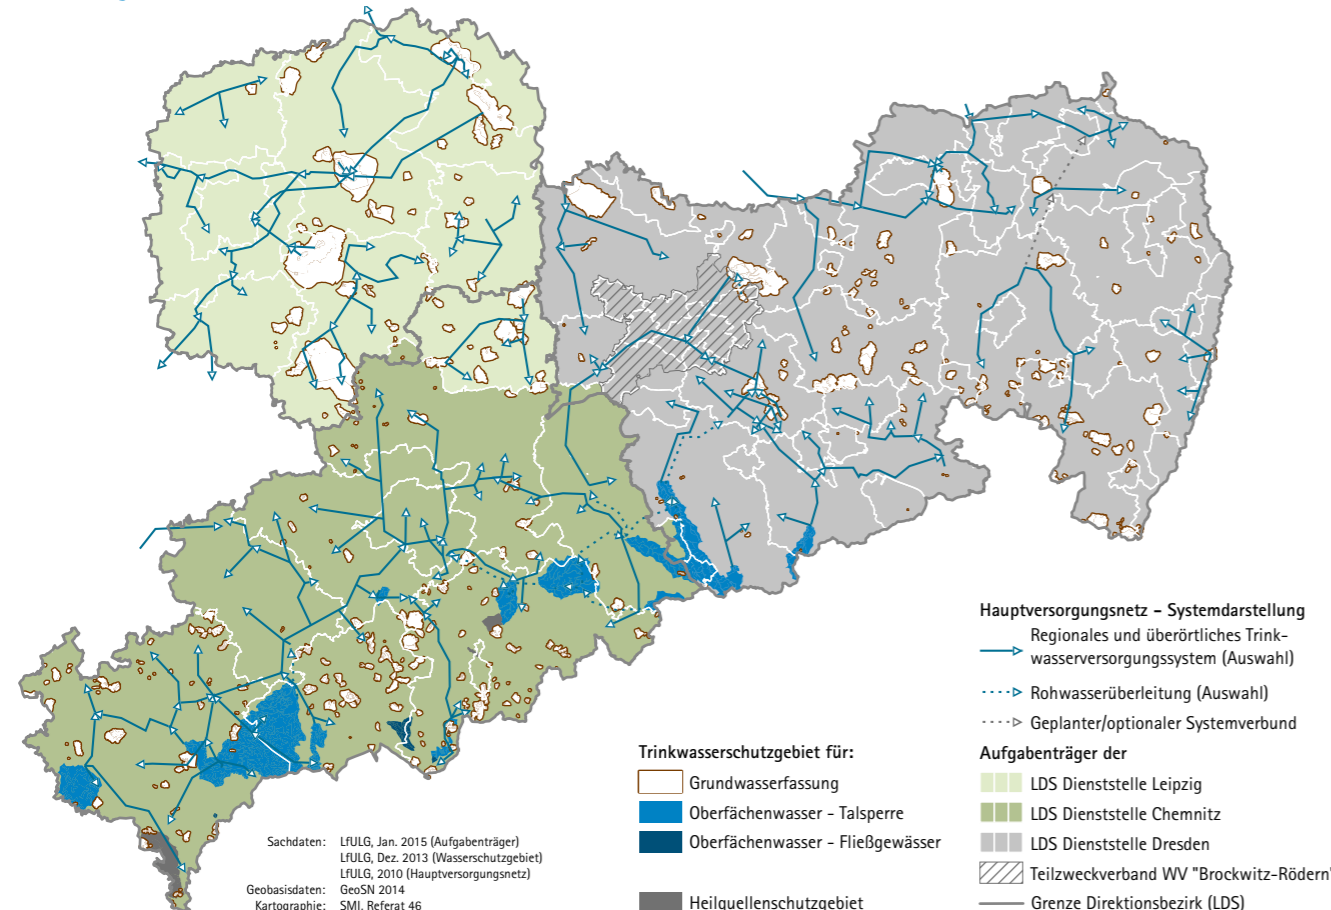 Hauptversorgungsnetz – Systemdarstellung
Regionales und überörtliches Trink-
wasserversorgungssystem (Auswahl)
Rohwasserüberleitung (Auswahl)
Geplanter/optionaler Systemverbund
Trinkwasserschutzgebiet für:
Grundwasserfassung
Oberfächenwasser – Talsperre
Oberfächenwasser – Fließgewässer
Heilquellenschutzgebiet
Aufgabenträger der
LDS Dienststelle Leipzig
LDS Dienststelle Chemnitz
LDS Dienststelle Dresden
Teilzweckverband WV "Brockwitz-Rödern"
Grenze Direktionsbezirk (LDS)
Sachdaten: LfULG, Jan. 2015 (Aufgabenträger)
LfULG, Dez. 2013 (Wasserschutzgebiet)
LfULG, 2010 (Hauptversorgungsnetz)
Geobasisdaten: GeoSN 2014
Kartographie: SMI, Referat 46